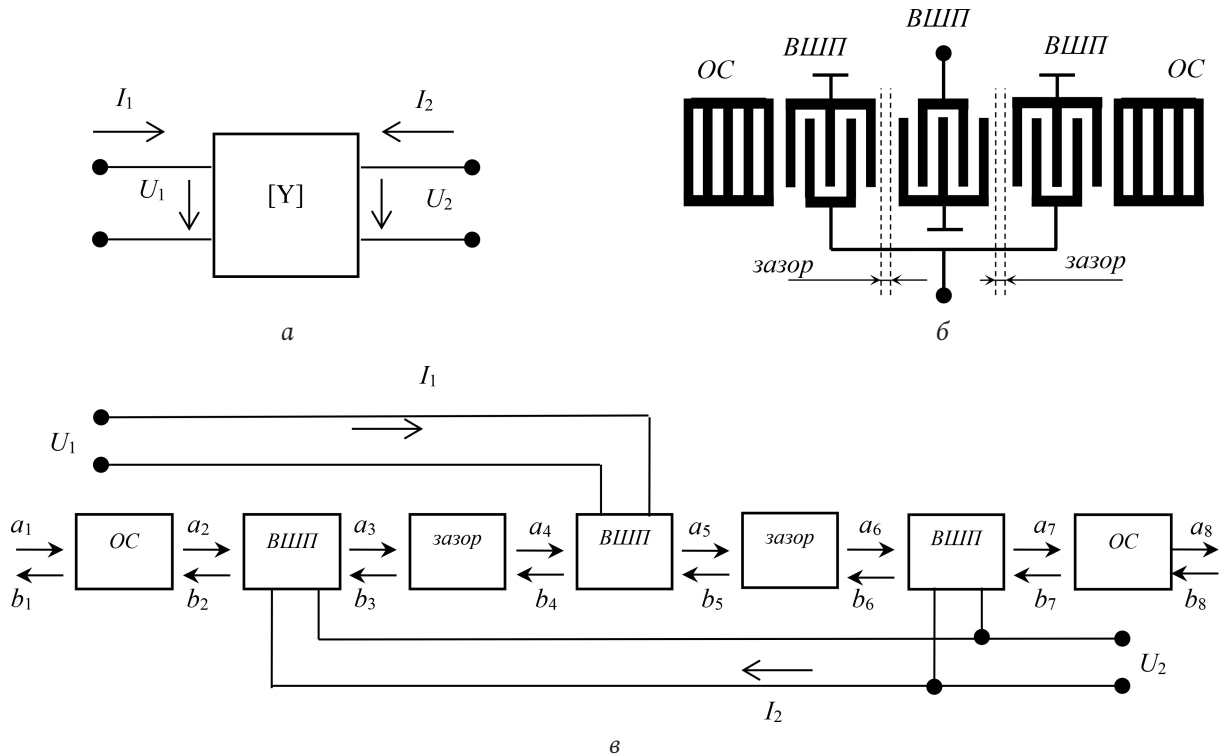 I₁
I₂
U₁
[Y]
U₂
а
ВШП
ВШП
ВШП
ОС
ОС
зазор
зазор
б
I₁
U₁
a₁
ОС
a₂
ВШП
a₃
зазор
a₄
ВШП
a₅
зазор
a₆
ВШП
a₇
ОС
a₈
b₁
b₂
b₃
b₄
b₅
b₆
b₇
b₈
U₂
I₂
в